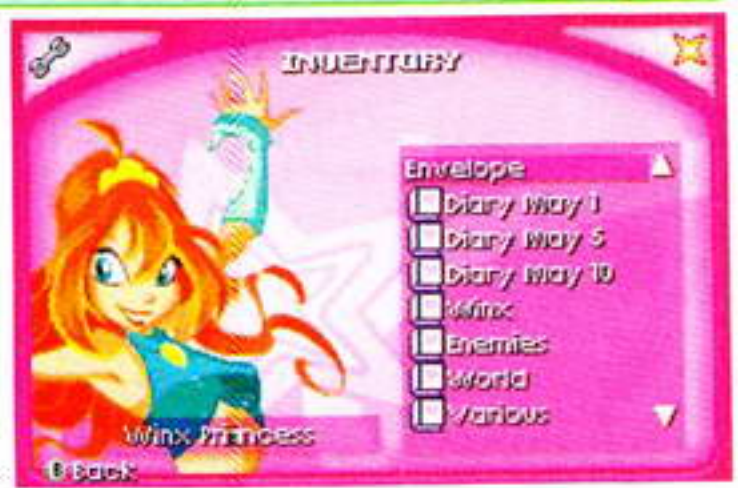 INVENTORY
Envelope
Diary May 1
Diary May 5
Diary May 10
Winx
Enemies
World
Various
Winx Princess
B Back